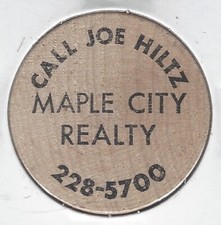 CALL JOE HILTZ
MAPLE CITY
REALTY
228-5700